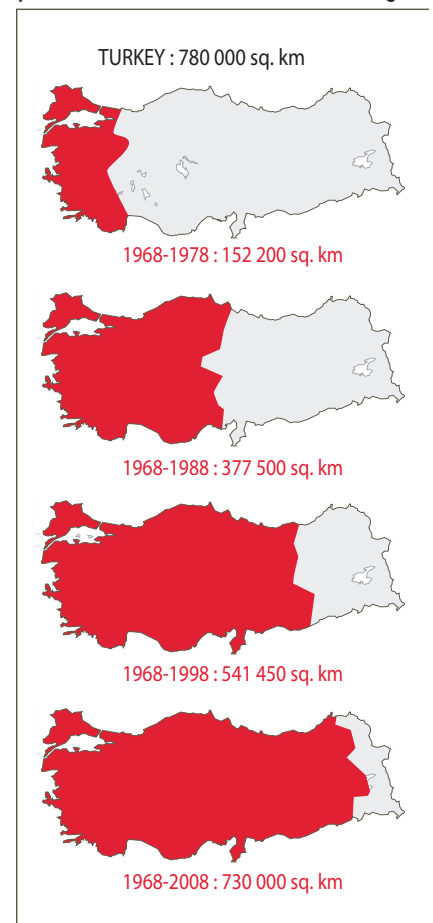 TURKEY : 780 000 sq. km
1968-1978 : 152 200 sq. km
1968-1988 : 377 500 sq. km
1968-1998 : 541 450 sq. km
1968-2008 : 730 000 sq. km